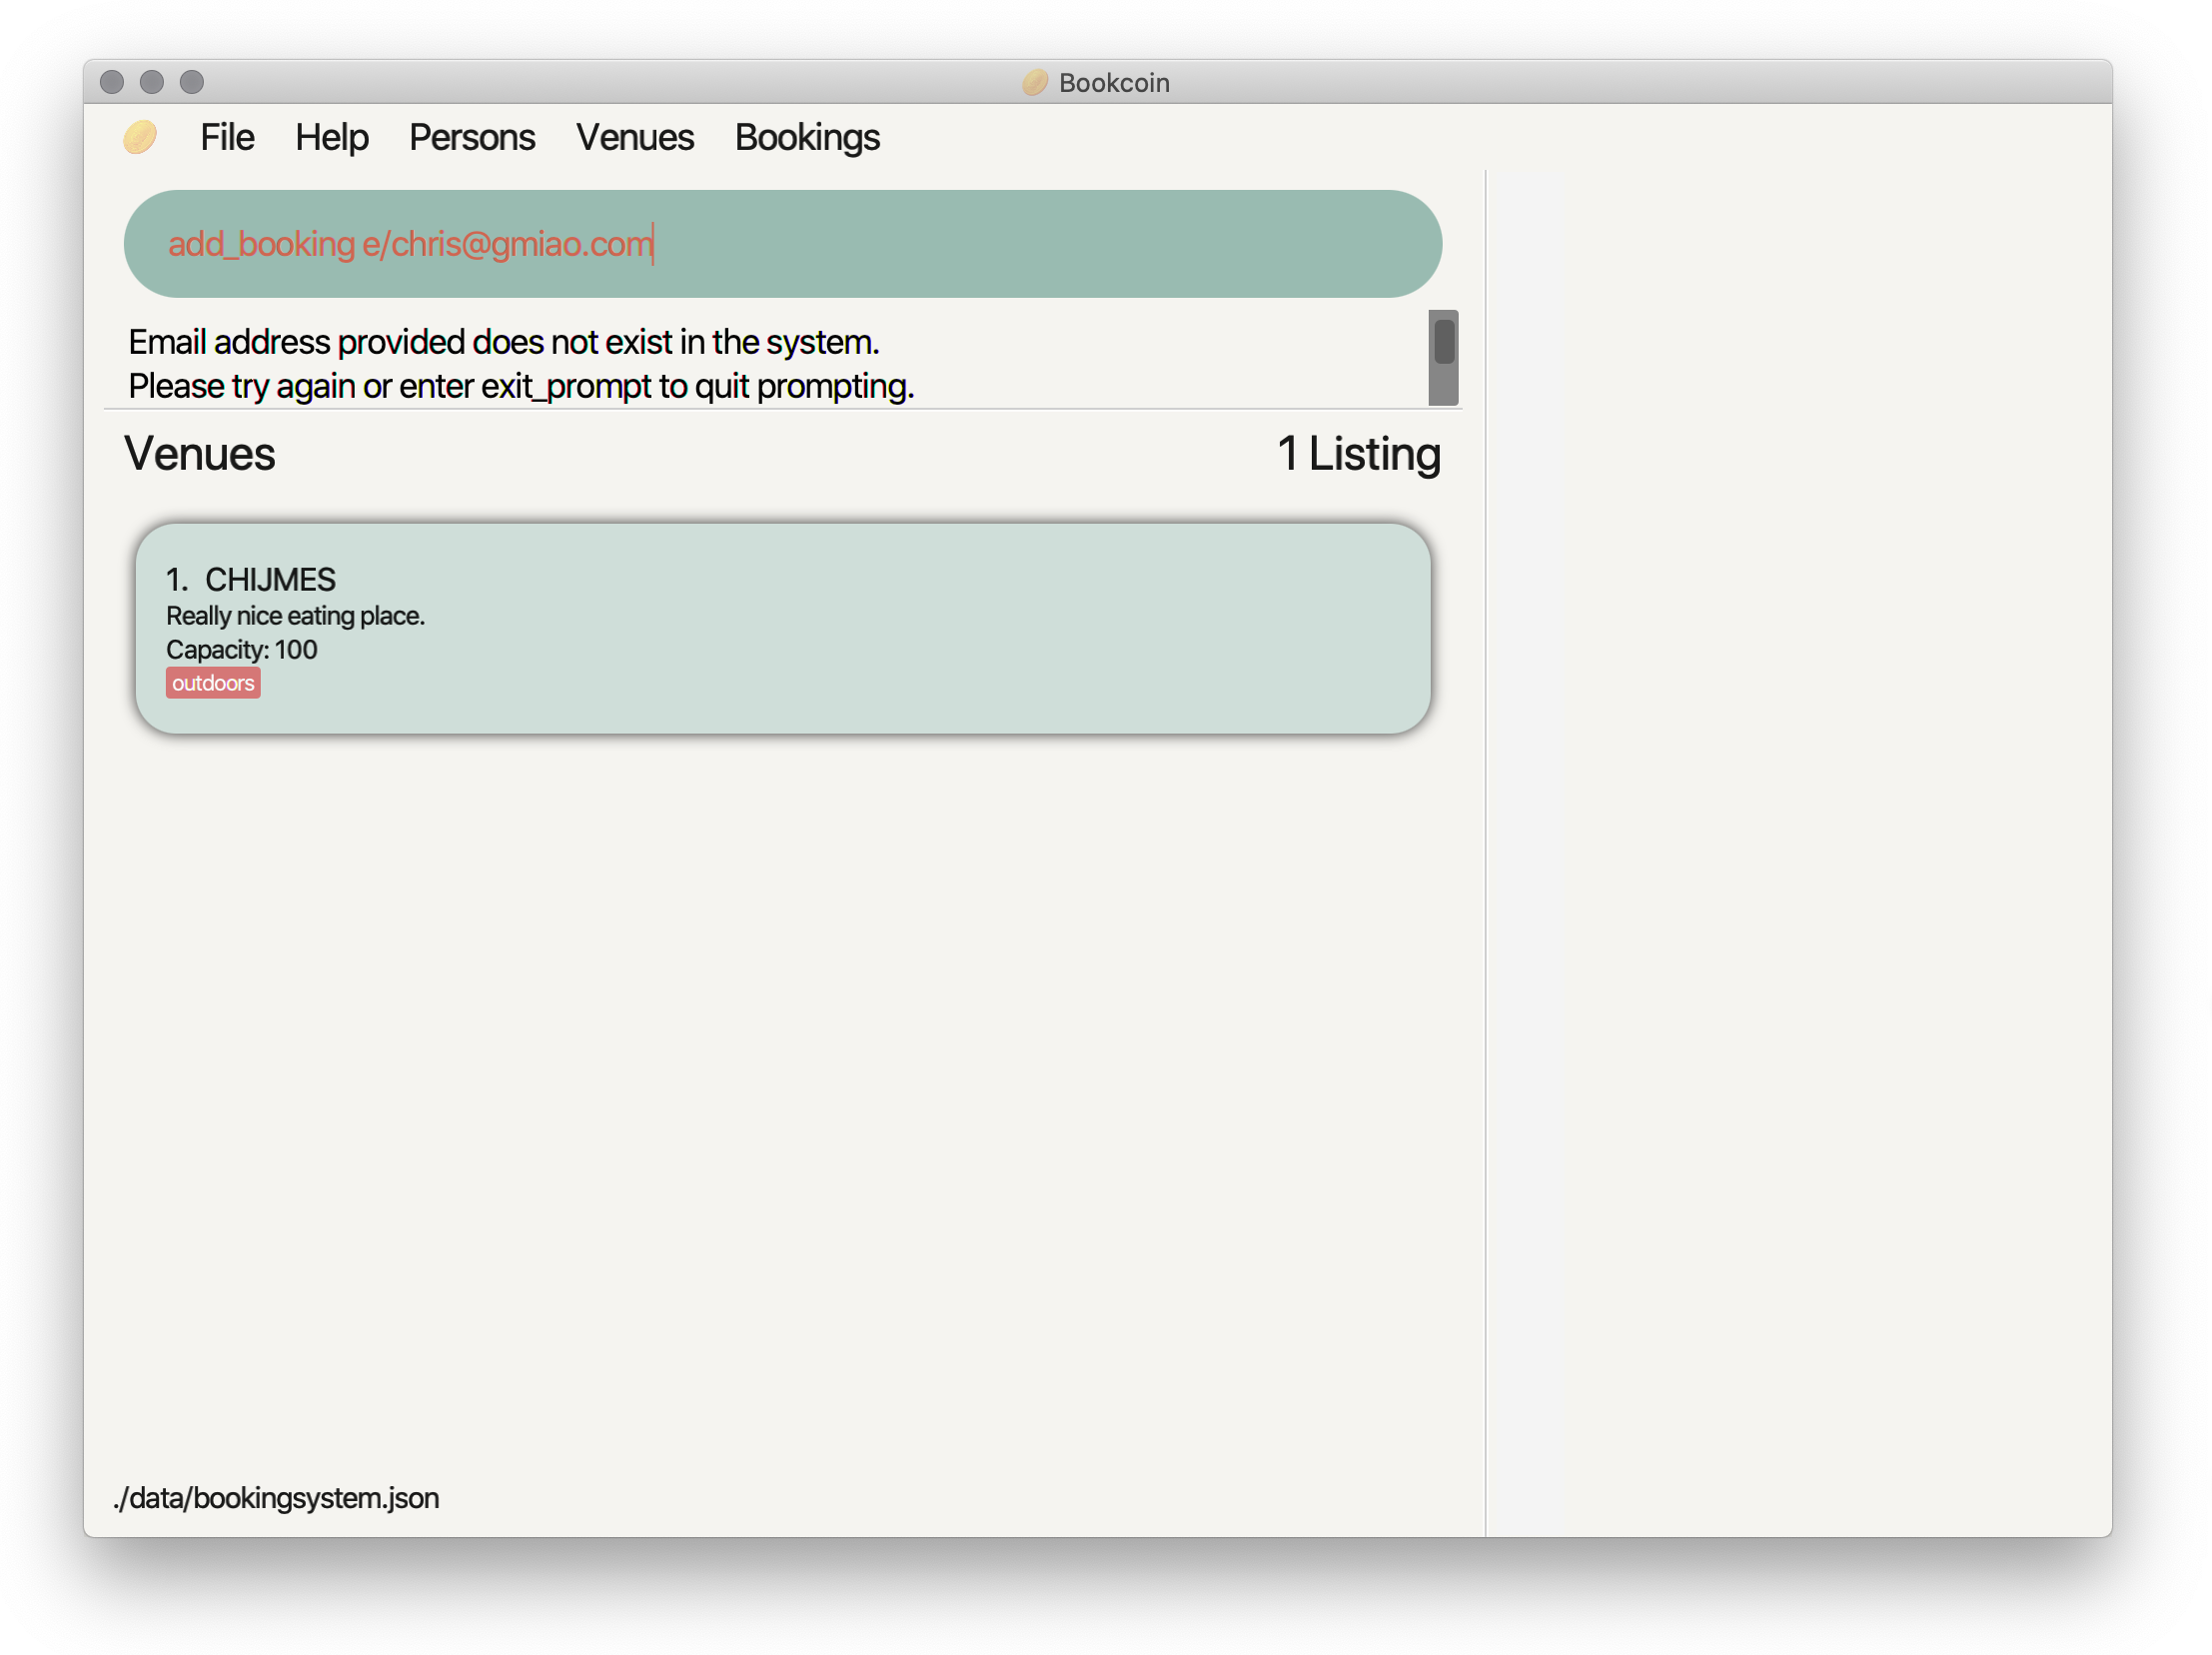 Bookcoin
File Help Persons Venues Bookings
add_booking e/chris@gmiao.com
Email address provided does not exist in the system.
Please try again or enter exit_prompt to quit prompting.
Venues 1 Listing
1. CHIJMES
Really nice eating place.
Capacity: 100
outdoors
./data/bookingsystem.json